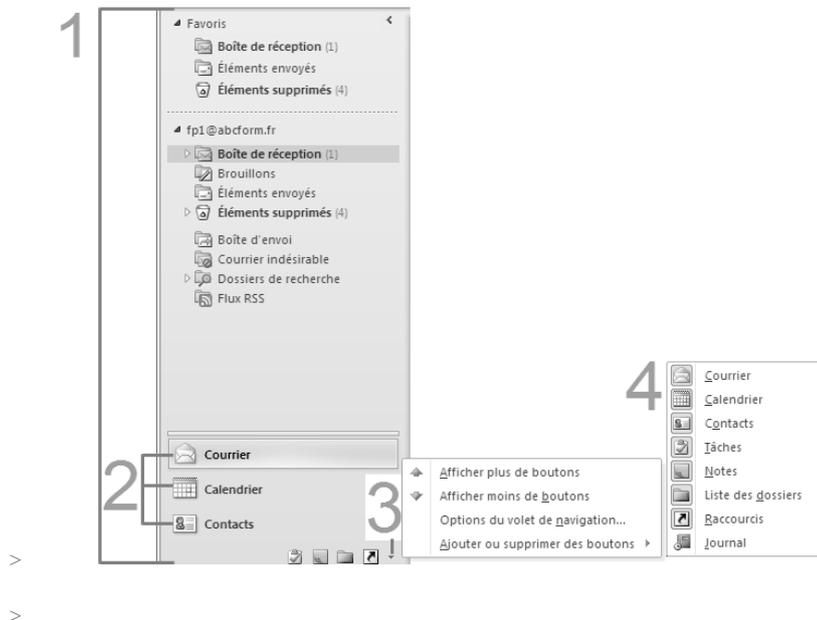 1
Favoris
Boîte de réception (1)
Éléments envoyés
Éléments supprimés (4)
fp1@abcform.fr
Boîte de réception (1)
Brouillons
Éléments envoyés
Éléments supprimés (4)
Boîte d'envoi
Courrier indésirable
Dossiers de recherche
Flux RSS
2
Courrier
Calendrier
Contacts
3
Afficher plus de boutons
Afficher moins de boutons
Options du volet de navigation...
Ajouter ou supprimer des boutons
4
Courrier
Calendrier
Contacts
Tâches
Notes
Liste des dossiers
Raccourcis
Journal
>
>